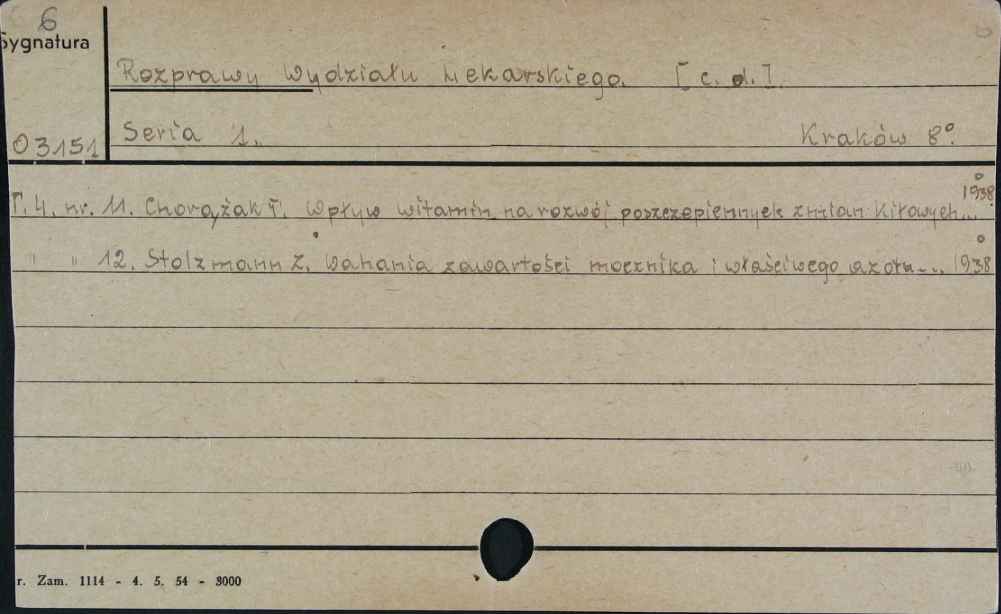 6
Sygnatura
Rozprawy Wydziału Lekarskiego. [c. d.].
Seria 1. Kraków 8°.
03151
T. 4. nr. 11. Chorążak T. Wpływ witamin na rozwój poszczepiennych zmian kiłowych... 1938
" " 12. Stolzmann Z. Wahania zawartości mocznika i właściwego azotu... 1938
r. Zam. 1114 - 4. 5. 54 - 3000